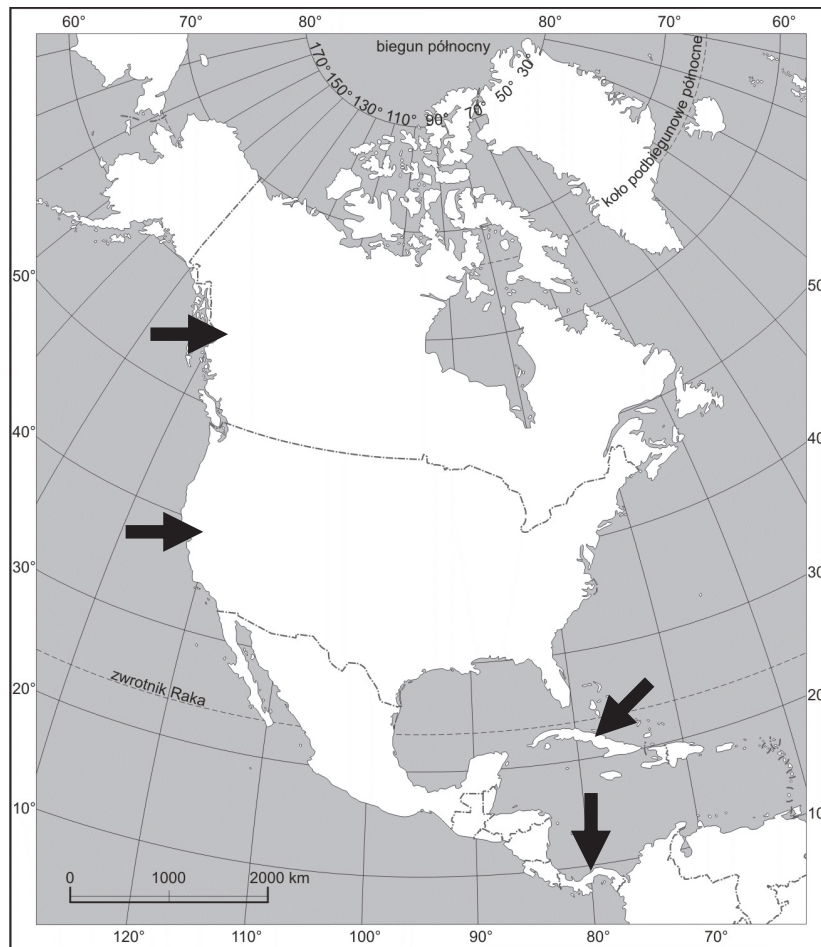 60° 70° 80° 80° 70° 60°
biegun północny
170° 150° 130° 110° 90° 70° 50° 30°
koło podbiegunowe północne
50° 50°
40° 40°
30° 30°
zwrotnik Raka
20° 20°
10° 10°
0 1000 2000 km
120° 110° 100° 90° 80° 70°